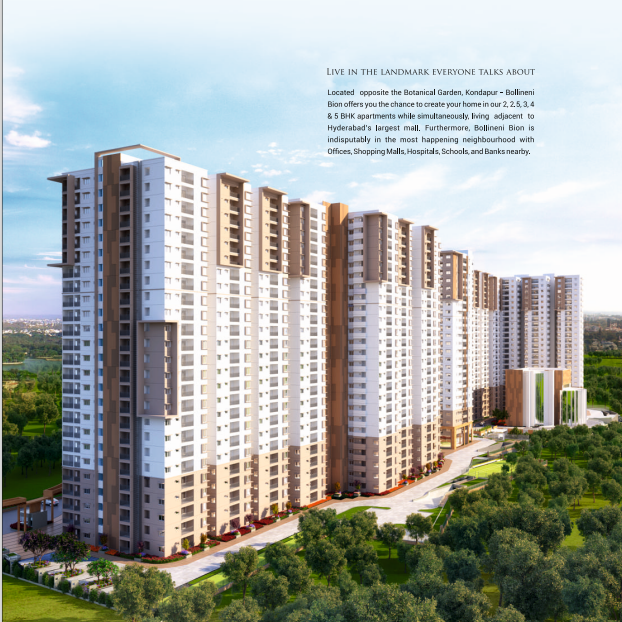 LIVE IN THE LANDMARK EVERYONE TALKS ABOUT
Located opposite the Botanical Garden, Kondapur - Bollineni
Bion offers you the chance to create your home in our 2, 2.5, 3, 4
& 5 BHK apartments while simultaneously, living adjacent to
Hyderabad's largest mall. Furthermore, Bollineni Bion is
indisputably in the most happening neighbourhood with
Offices, Shopping Malls, Hospitals, Schools, and Banks nearby.